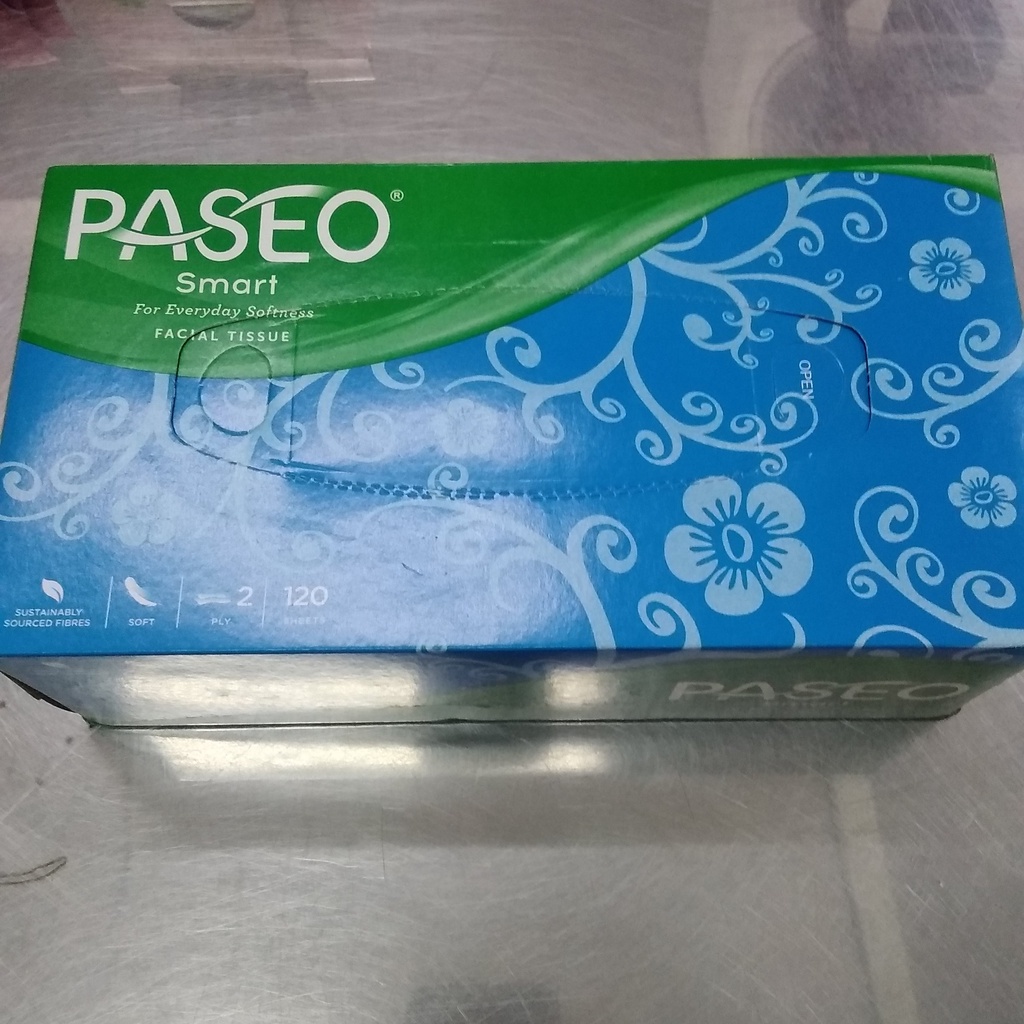 PASEO®
Smart
For Everyday Softness
FACIAL TISSUE
OPEN
SUSTAINABLY
SOURCED FIBRES
SOFT
2
PLY
120
SHEETS
PASEO